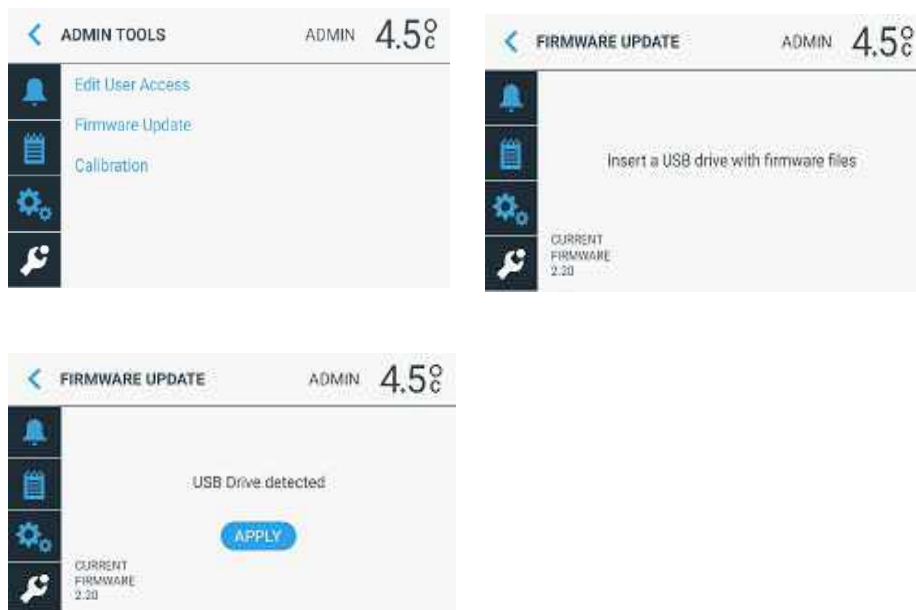 ADMIN TOOLS ADMIN 4.5°C
Edit User Access
Firmware Update
Calibration
FIRMWARE UPDATE ADMIN 4.5°C
Insert a USB drive with firmware files
CURRENT
FIRMWARE
2.20
FIRMWARE UPDATE ADMIN 4.5°C
USB Drive detected
APPLY
CURRENT
FIRMWARE
2.20